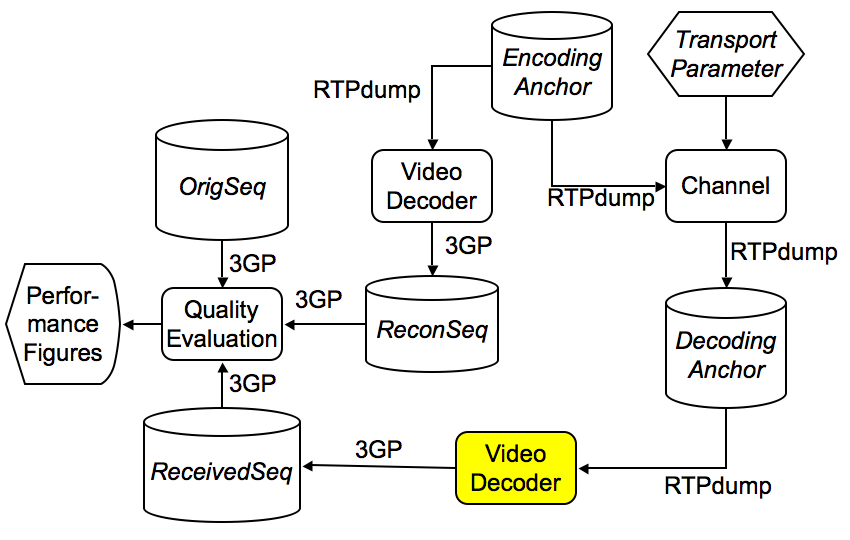 Encoding
Anchor
Transport
Parameter
RTPdump
Video
Decoder
RTPdump
Channel
OrigSeq
3GP
3GP
RTPdump
Perfor-
mance
Figures
Quality
Evaluation
3GP
ReconSeq
Decoding
Anchor
3GP
ReceivedSeq
3GP
Video
Decoder
RTPdump